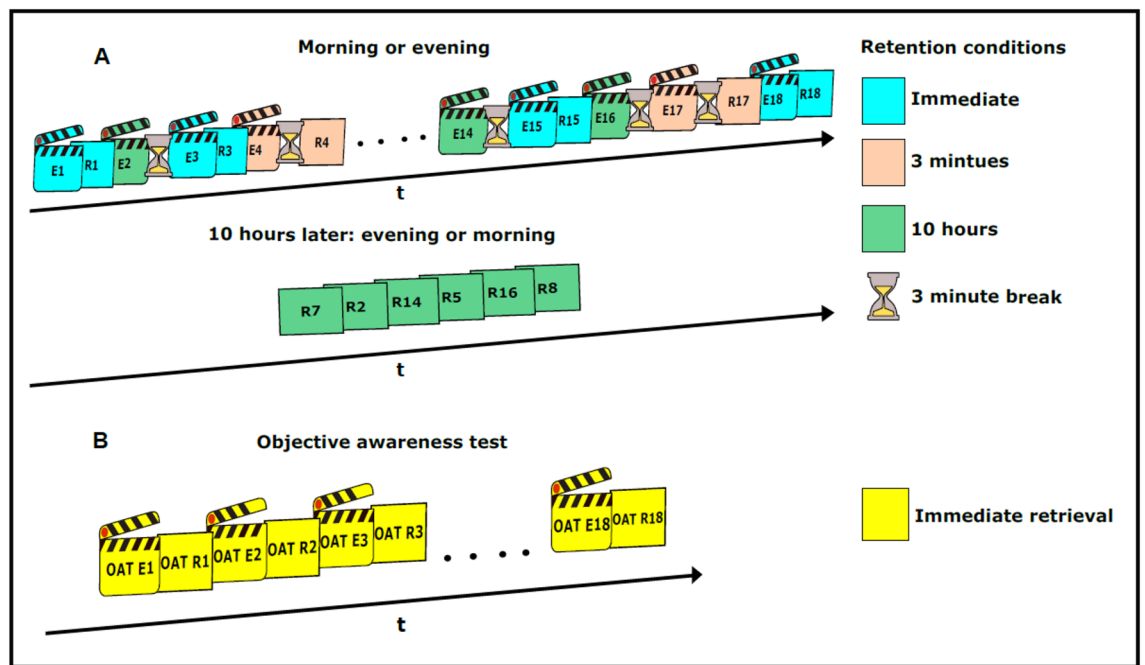 A
Morning or evening
Retention conditions
E1 R1 E2 E3 R3 E4 R4 E14 E15 R15 E16 E17 R17 E18 R18
t
Immediate
3 mintues
10 hours
3 minute break
10 hours later: evening or morning
R7 R2 R14 R5 R16 R8
t
B
Objective awareness test
OAT E1 OAT R1 OAT E2 OAT R2 OAT E3 OAT R3 OAT E18 OAT R18
t
Immediate retrieval